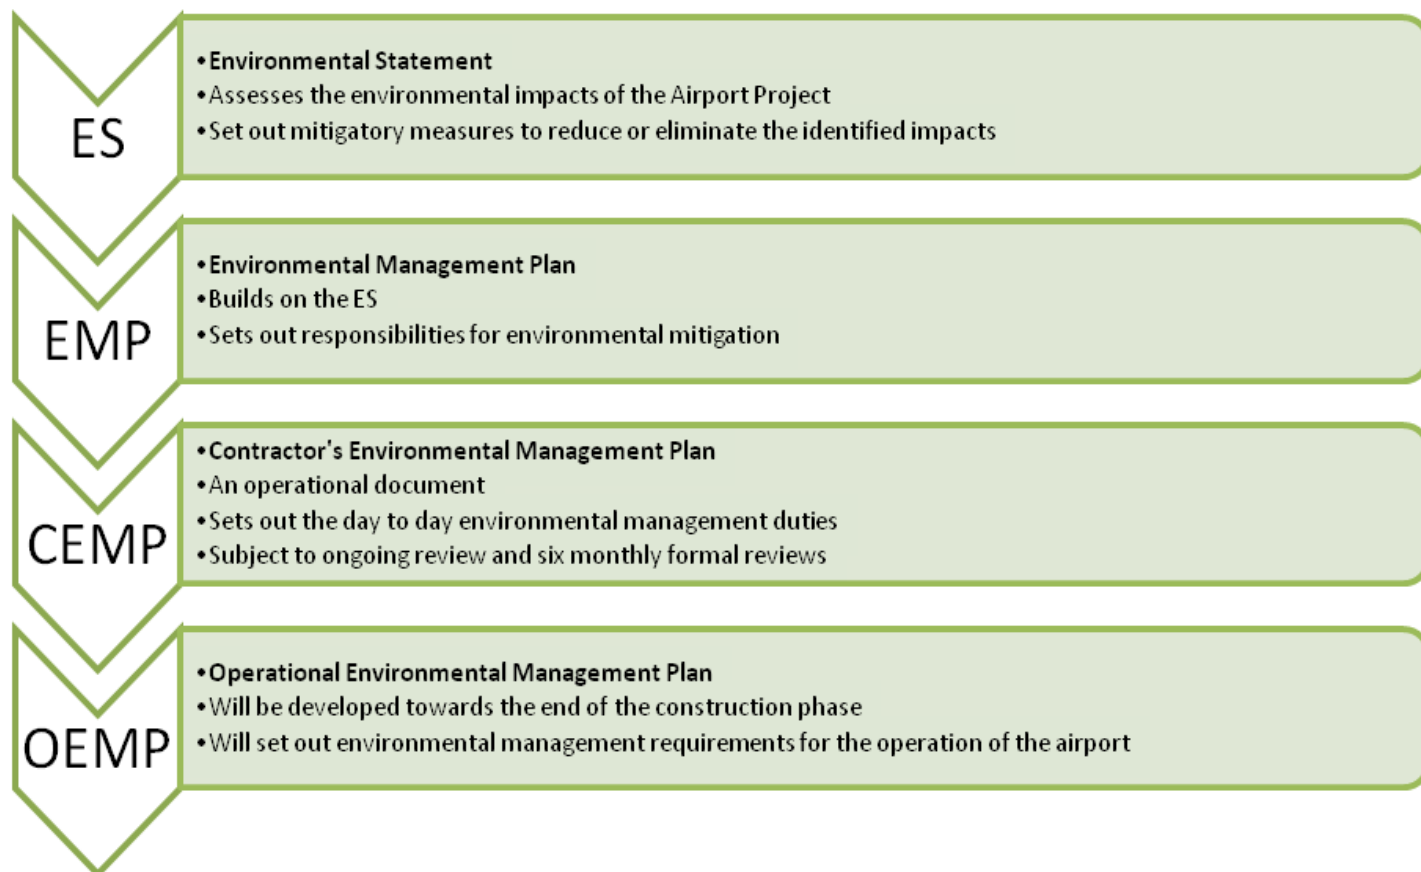 ES
•Environmental Statement
•Assesses the environmental impacts of the Airport Project
•Set out mitigatory measures to reduce or eliminate the identified impacts
EMP
•Environmental Management Plan
•Builds on the ES
•Sets out responsibilities for environmental mitigation
CEMP
•Contractor's Environmental Management Plan
•An operational document
•Sets out the day to day environmental management duties
•Subject to ongoing review and six monthly formal reviews
OEMP
•Operational Environmental Management Plan
•Will be developed towards the end of the construction phase
•Will set out environmental management requirements for the operation of the airport